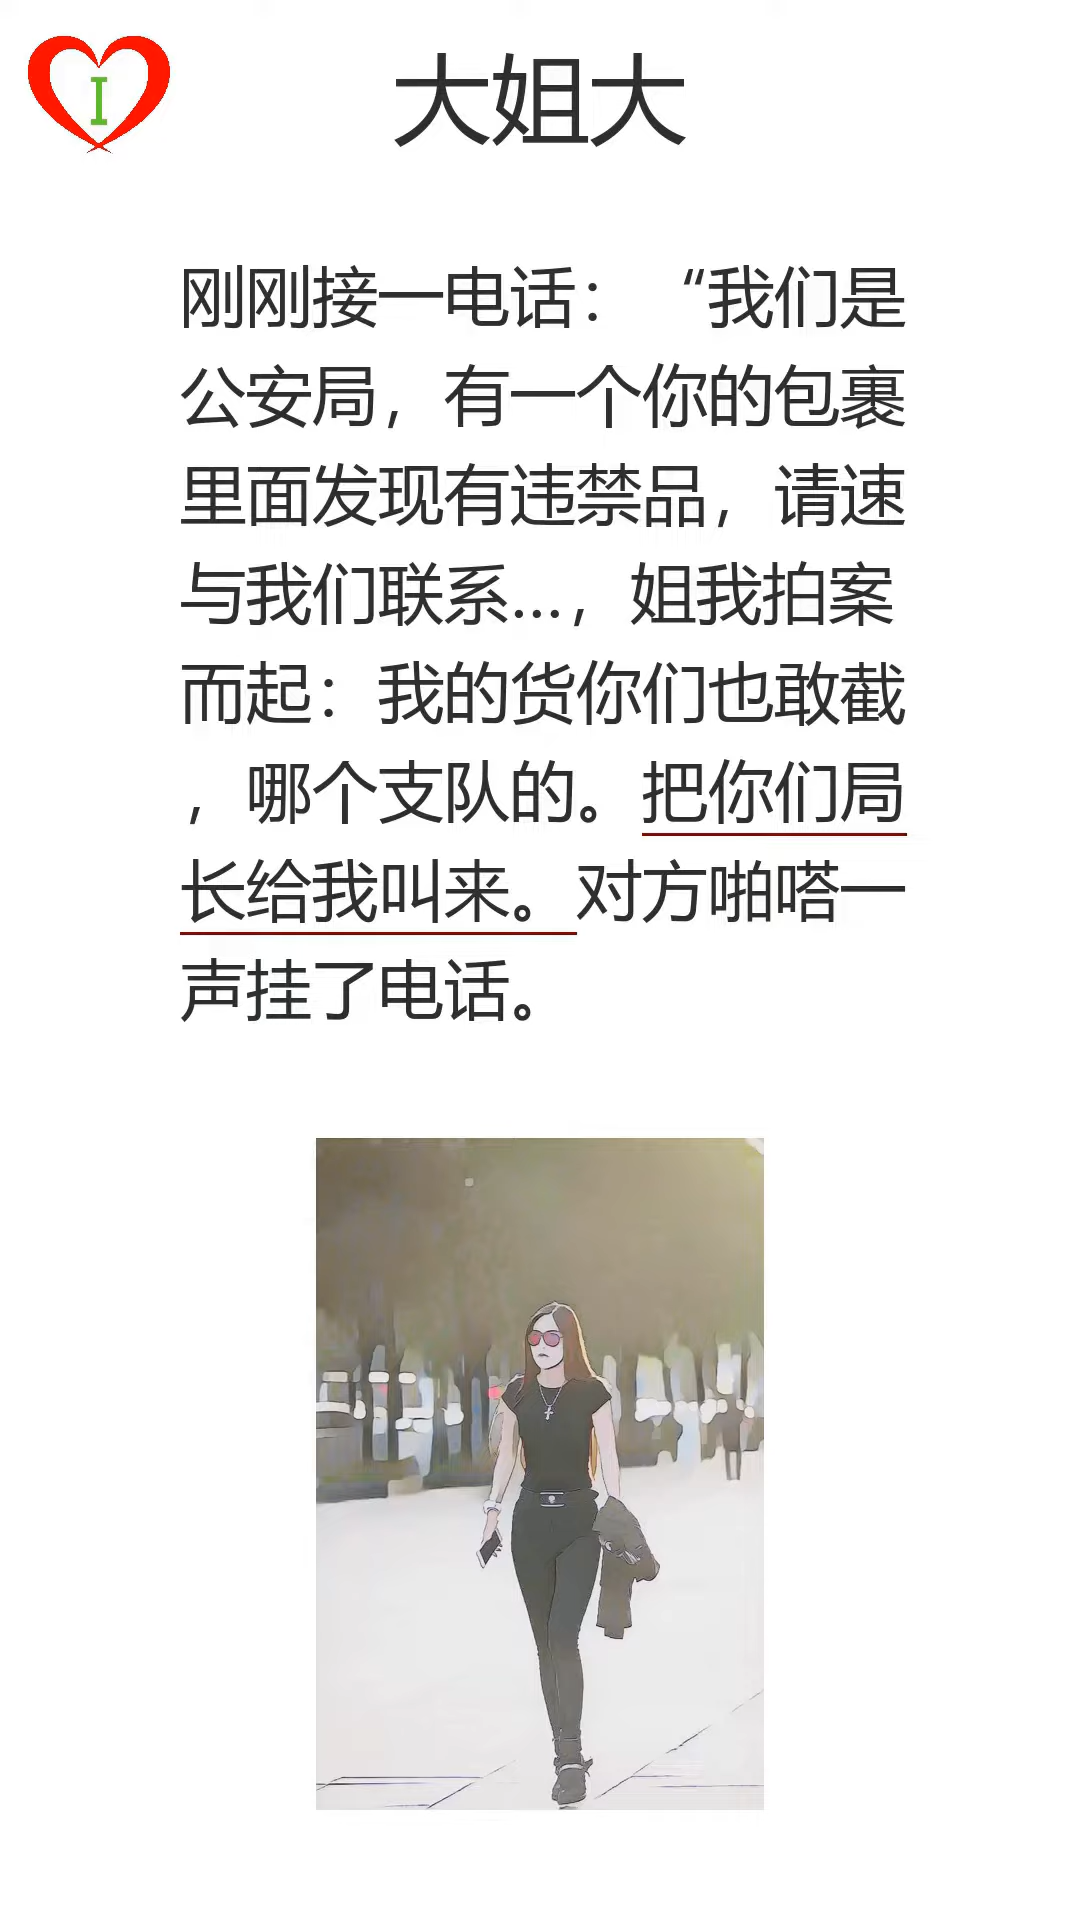 I
大姐大
刚刚接一电话：“我们是
公安局，有一个你的包裹
里面发现有违禁品，请速
与我们联系...，姐我拍案
而起：我的货你们也敢截
，哪个支队的。把你们局
长给我叫来。对方啪嗒一
声挂了电话。